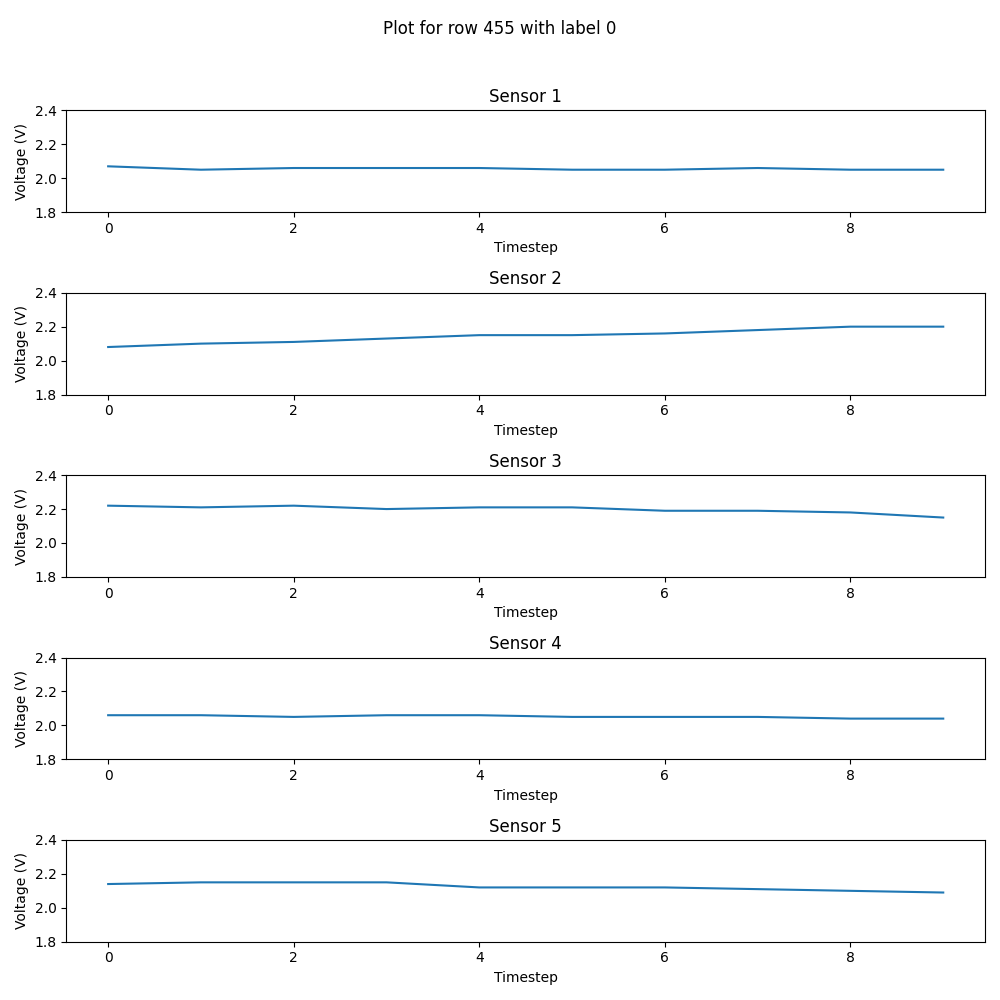 Plot for row 455 with label 0
Sensor 1
Voltage (V)
2.4
2.2
2.0
1.8
0 2 4 6 8
Timestep
Sensor 2
Voltage (V)
2.4
2.2
2.0
1.8
0 2 4 6 8
Timestep
Sensor 3
Voltage (V)
2.4
2.2
2.0
1.8
0 2 4 6 8
Timestep
Sensor 4
Voltage (V)
2.4
2.2
2.0
1.8
0 2 4 6 8
Timestep
Sensor 5
Voltage (V)
2.4
2.2
2.0
1.8
0 2 4 6 8
Timestep